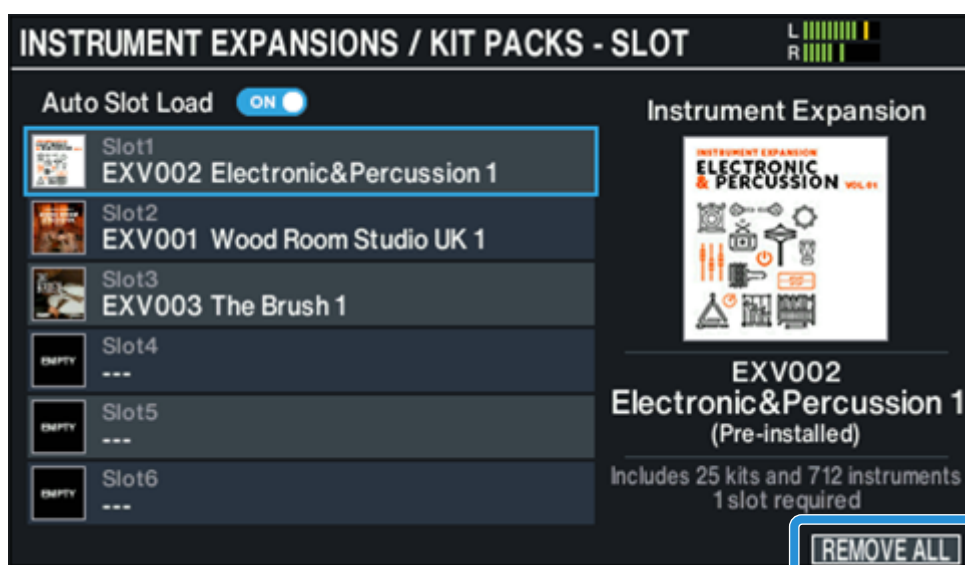 INSTRUMENT EXPANSIONS / KIT PACKS - SLOT
L
R
Auto Slot Load ON
Slot1
EXV002 Electronic&Percussion 1
Slot2
EXV001 Wood Room Studio UK 1
Slot3
EXV003 The Brush 1
EMPTY
Slot4
---
EMPTY
Slot5
---
EMPTY
Slot6
---
Instrument Expansion
INSTRUMENT EXPANSION
ELECTRONIC
& PERCUSSION VOL.01
EXV002
Electronic&Percussion 1
(Pre-installed)
Includes 25 kits and 712 instruments
1 slot required
REMOVE ALL